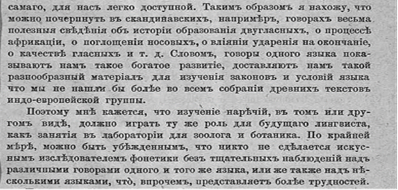 самаго, для насъ легко доступной. Такимъ образомъ я нахожу, что
можно почерпнуть въ скандинавскихъ, напримѣръ, говорахъ весьма
полезныя свѣдѣнія объ исторіи образованія двугласныхъ, о процессѣ
африкаціи, о поглощеніи носовыхъ, о вліяніи ударенія на окончаніе,
о качествѣ гласныхъ и т. д. Словомъ, говоры одного языка пока-
зываютъ намъ такое богатое развитіе, доставляютъ намъ такой
разнообразный матеріалъ для изученія законовъ и условій языка
что мы не нашли бы болѣе во всемъ собраніи древнихъ текстовъ
индо-европейской группы.
Поэтому мнѣ кажется, что изученіе нарѣчій, въ томъ или дру-
гомъ видѣ, должно играть ту же роль для будущаго лингвиста,
какъ занятія въ лабораторіи для зоолога и ботаника. По крайней
мѣрѣ, можно быть убѣжденнымъ, что никто не сдѣлается искус-
нымъ изслѣдователемъ фонетики безъ тщательныхъ наблюденій надъ
различными говорами одного и того же языка, или же также надъ нѣ-
сколькими языками, что, впрочемъ, представляетъ болѣе трудностей.